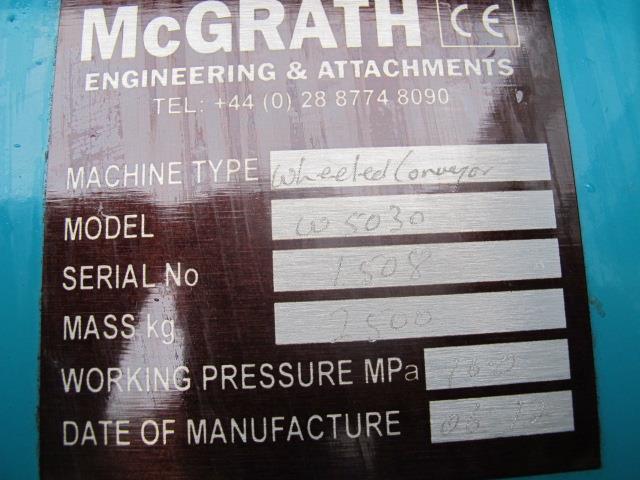 McGRATH CE
ENGINEERING & ATTACHMENTS
TEL: +44 (0) 28 8774 8090
MACHINE TYPE Wheeled Conveyor
MODEL W5030
SERIAL No 1508
MASS kg 2500
WORKING PRESSURE MPa
DATE OF MANUFACTURE